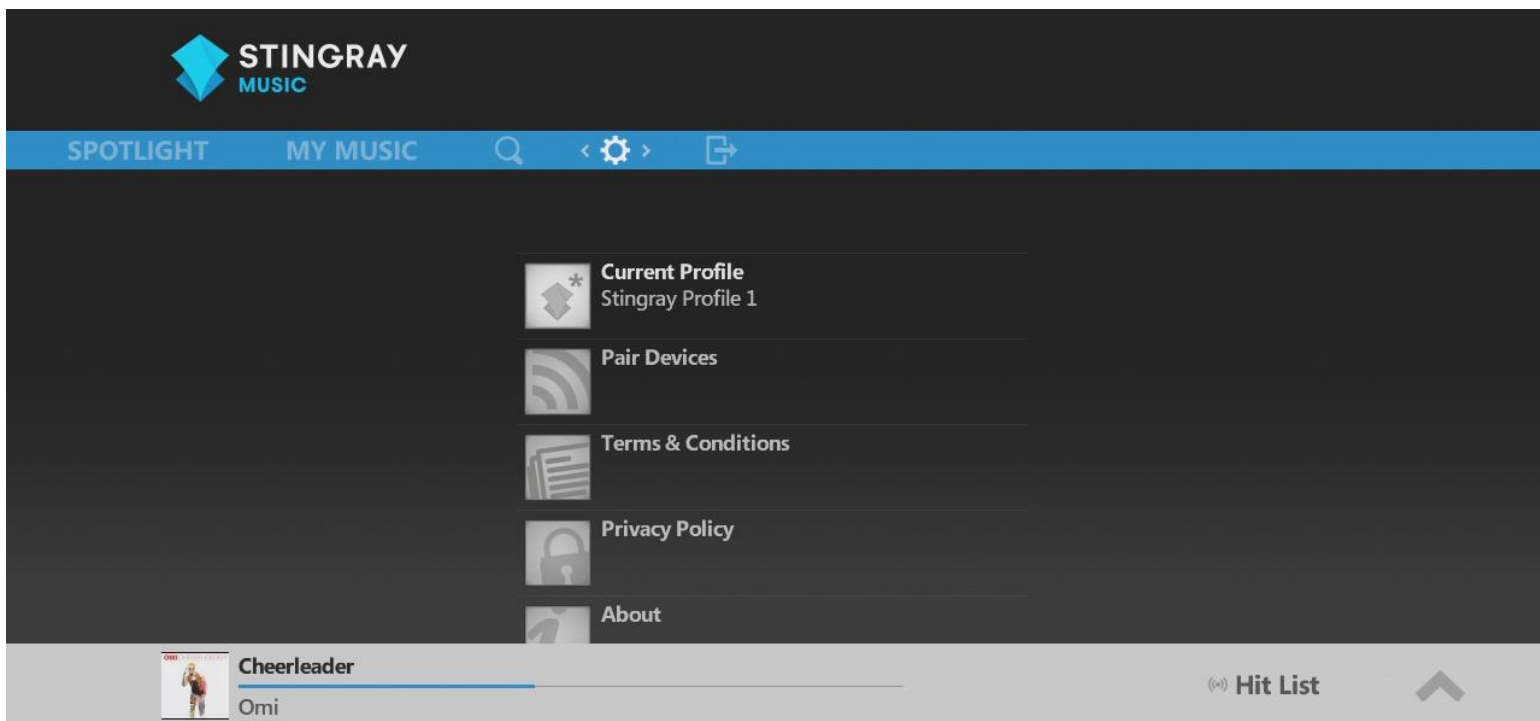 STINGRAY
MUSIC
SPOTLIGHT MY MUSIC
Current Profile
Stingray Profile 1
Pair Devices
Terms & Conditions
Privacy Policy
About
Cheerleader
Omi
Hit List